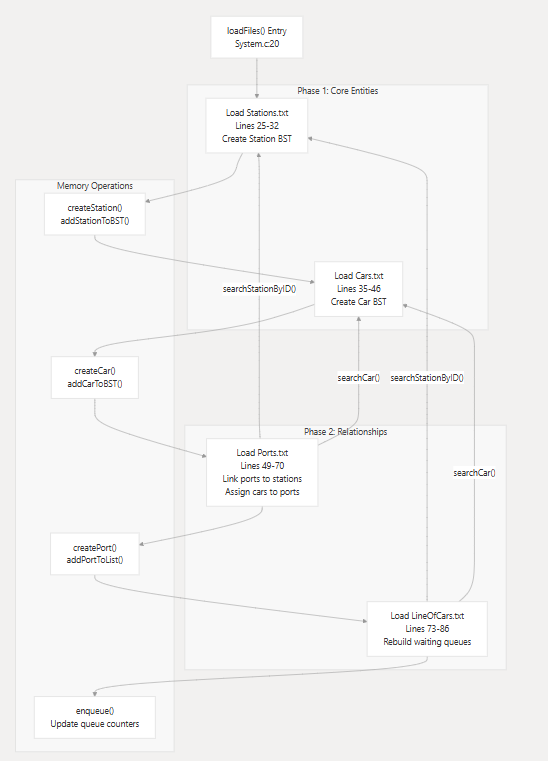 loadFiles() Entry
System.c:20
Phase 1: Core Entities
Load Stations.txt
Lines 25-32
Create Station BST
Memory Operations
createStation()
addStationToBST()
Load Cars.txt
Lines 35-46
Create Car BST
searchStationByID()
createCar()
addCarToBST()
searchCar()
searchStationByID()
Phase 2: Relationships
Load Ports.txt
Lines 49-70
Link ports to stations
Assign cars to ports
searchCar()
createPort()
addPortToList()
Load LineOfCars.txt
Lines 73-86
Rebuild waiting queues
enqueue()
Update queue counters